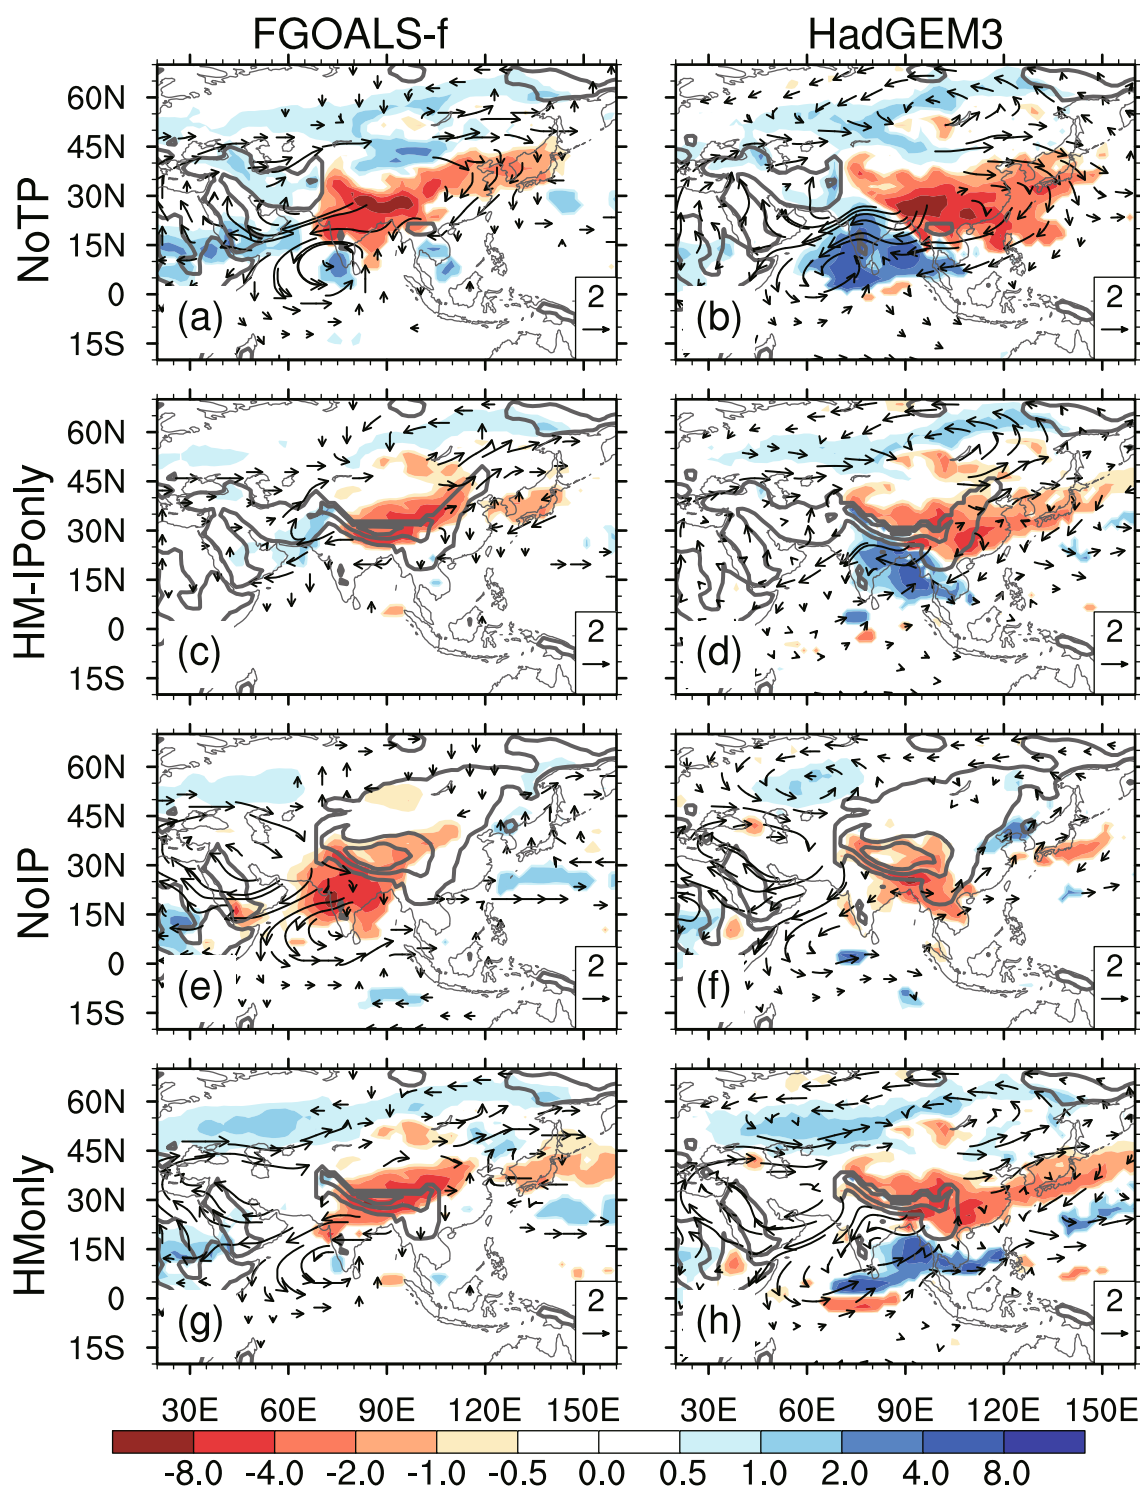 FGOALS-f HadGEM3
NoTP
60N
45N
30N
15N
0
15S
(a) 2
(b) 2
HM-IPonly
60N
45N
30N
15N
0
15S
(c) 2
(d) 2
NoIP
60N
45N
30N
15N
0
15S
(e) 2
(f) 2
HMonly
60N
45N
30N
15N
0
15S
(g) 2
(h) 2
30E 60E 90E 120E 150E 30E 60E 90E 120E 150E
-8.0 -4.0 -2.0 -1.0 -0.5 0.0 0.5 1.0 2.0 4.0 8.0